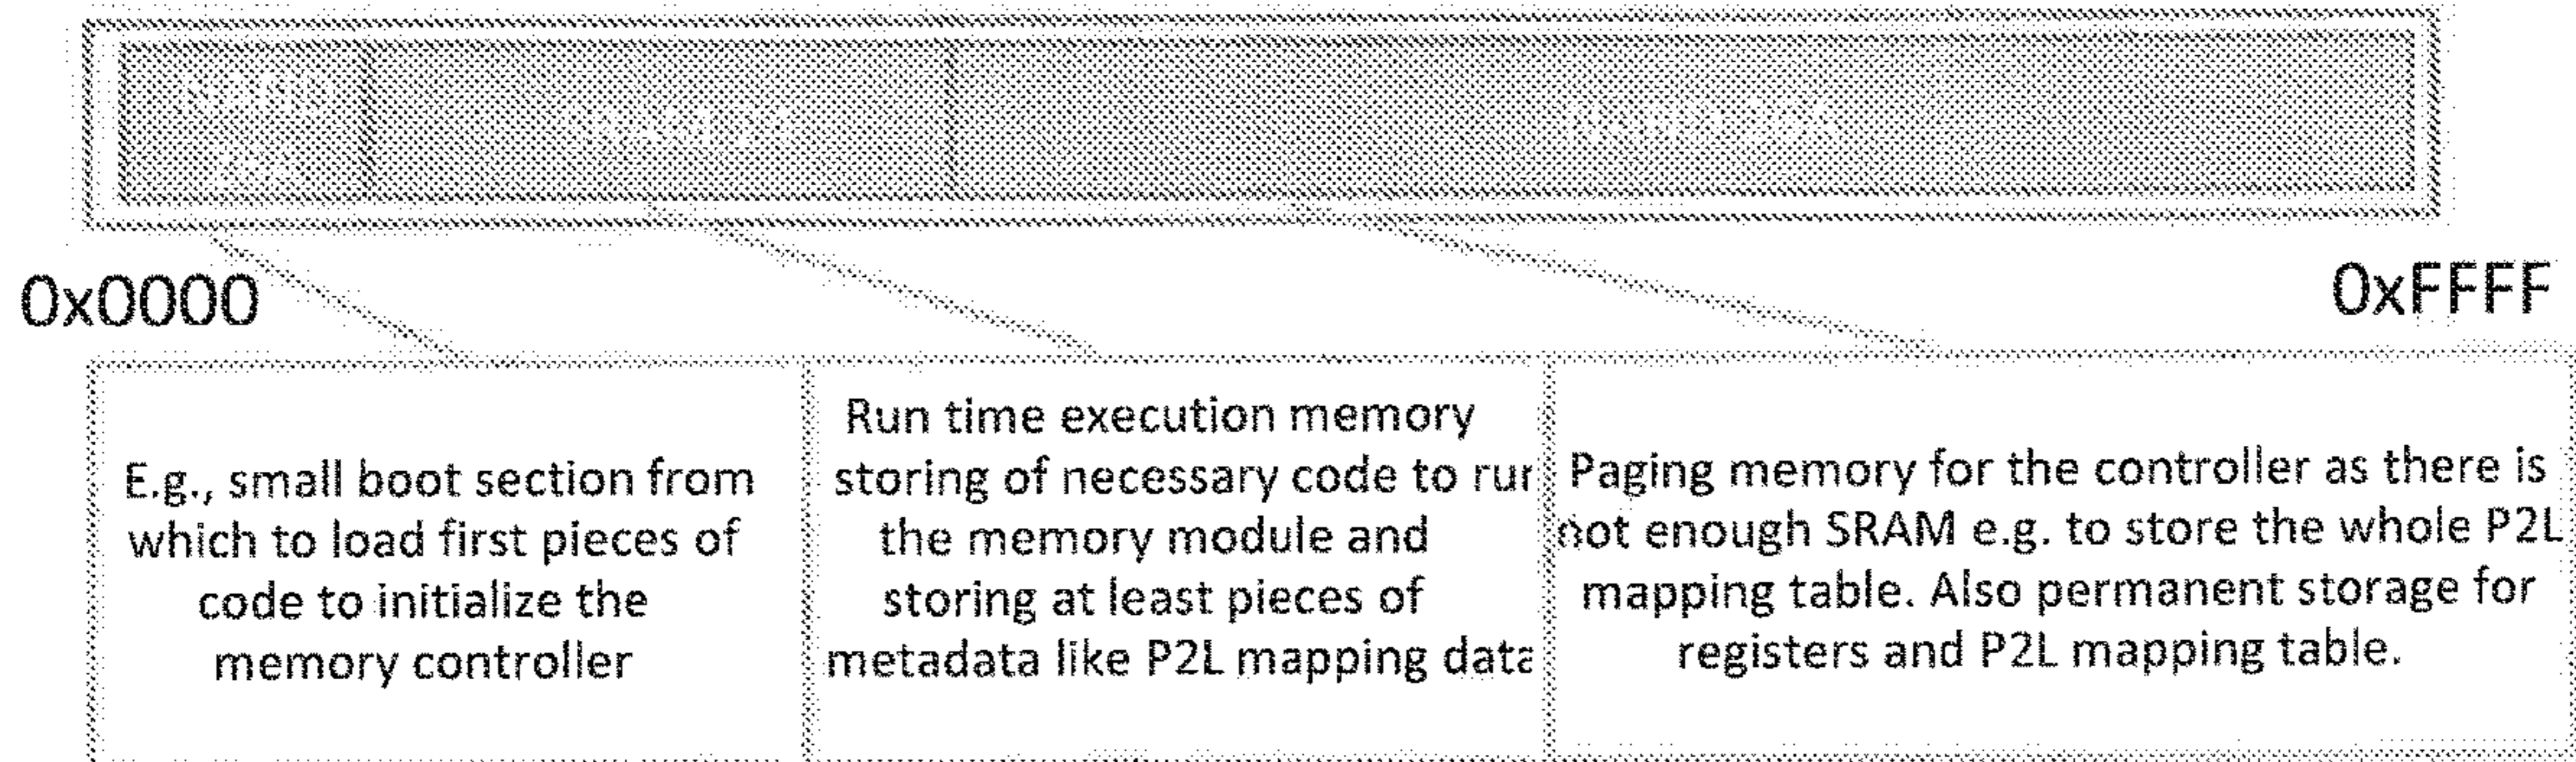 NAND
0x0000
0xFFFF
E.g., small boot section from
which to load first pieces of
code to initialize the
memory controller
Run time execution memory
storing of necessary code to rur
the memory module and
storing at least pieces of
metadata like P2L mapping data
Paging memory for the controller as there is
not enough SRAM e.g. to store the whole P2L
mapping table. Also permanent storage for
registers and P2L mapping table.